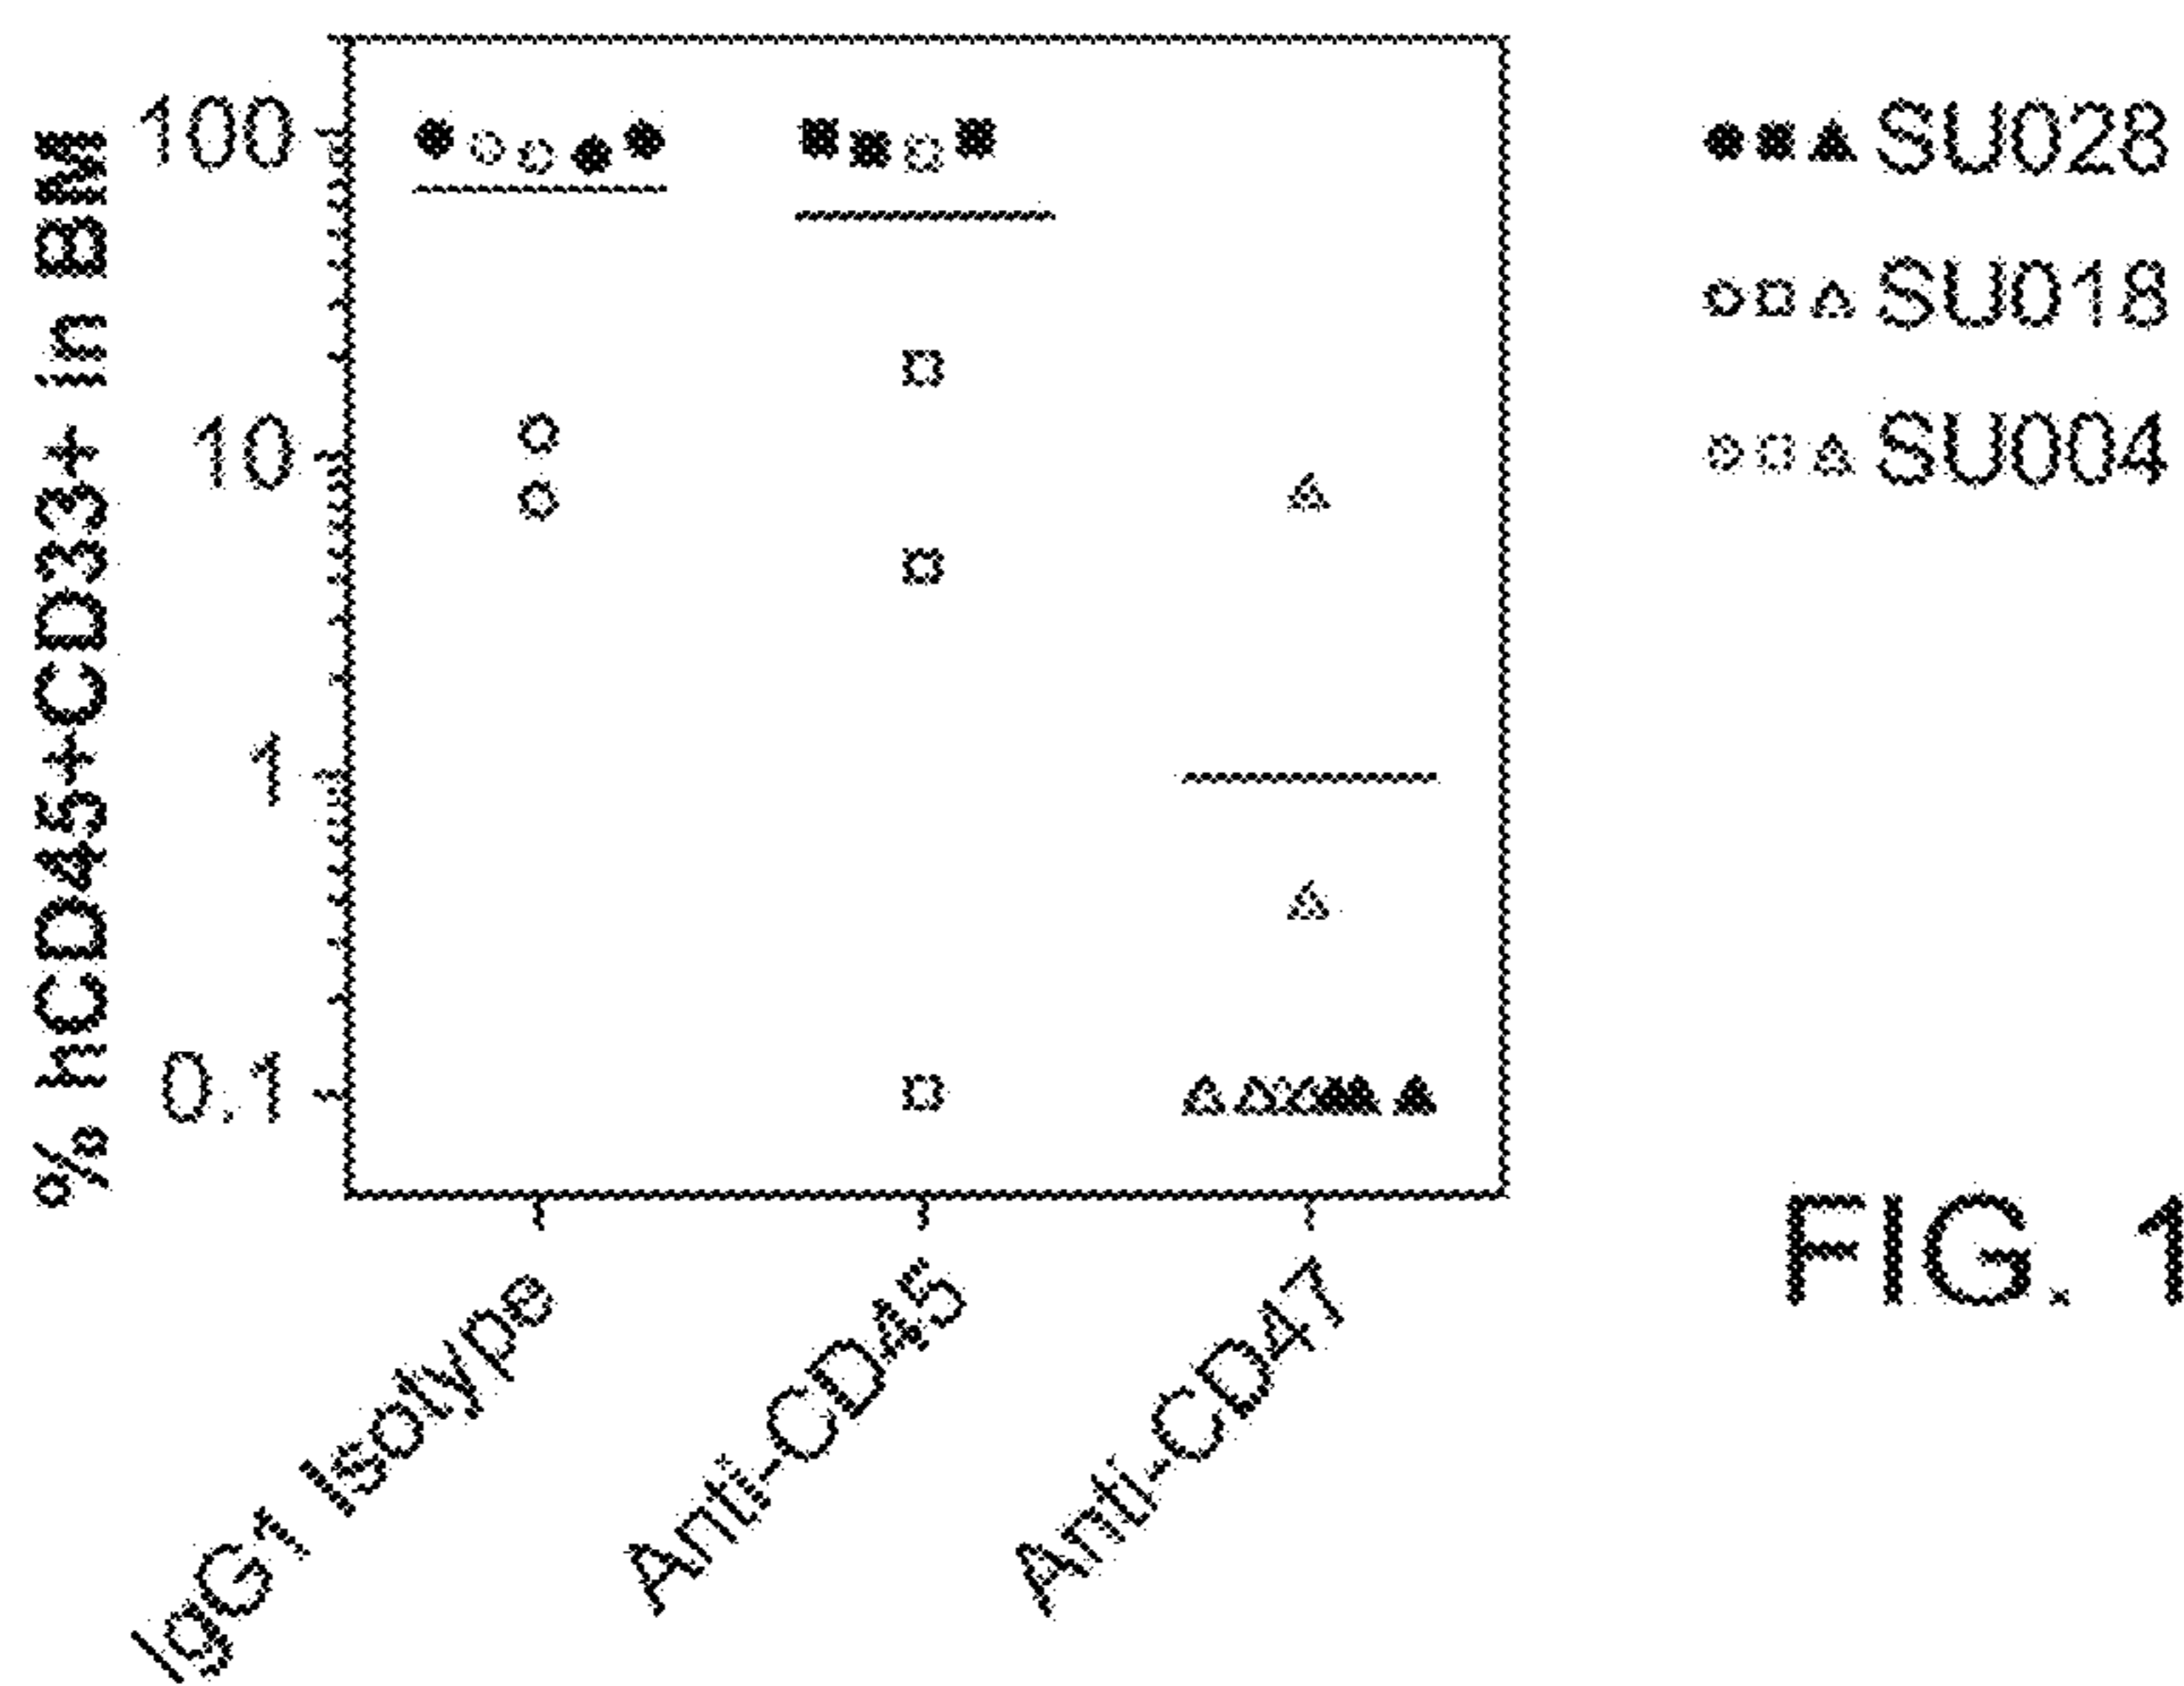 % hCD45+CD33+ in BM
100
10
1
0.1
IgG1 Isotype
Anti-CD45
Anti-CD47
SU028
SU018
SU004
FIG. 1